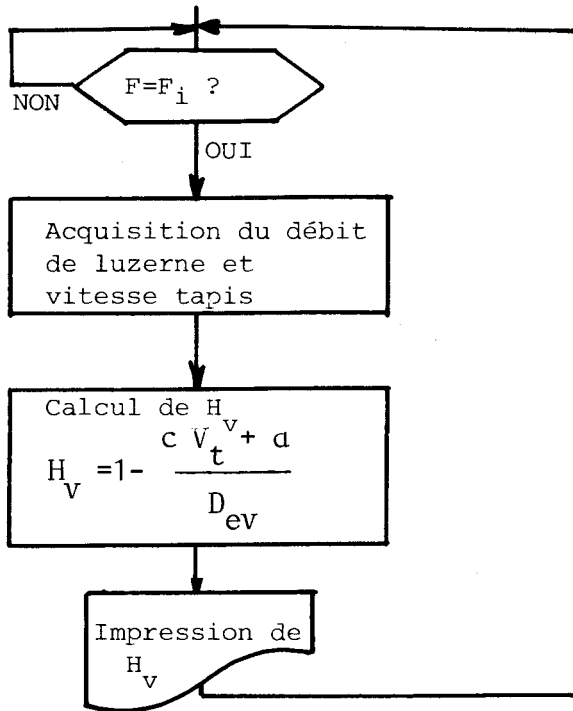 F=Fi ?
NON
OUI
Acquisition du débit
de luzerne et
vitesse tapis
Calcul de Hv
Hv =1- (c Vt + a) / Dev
Impression de
Hv